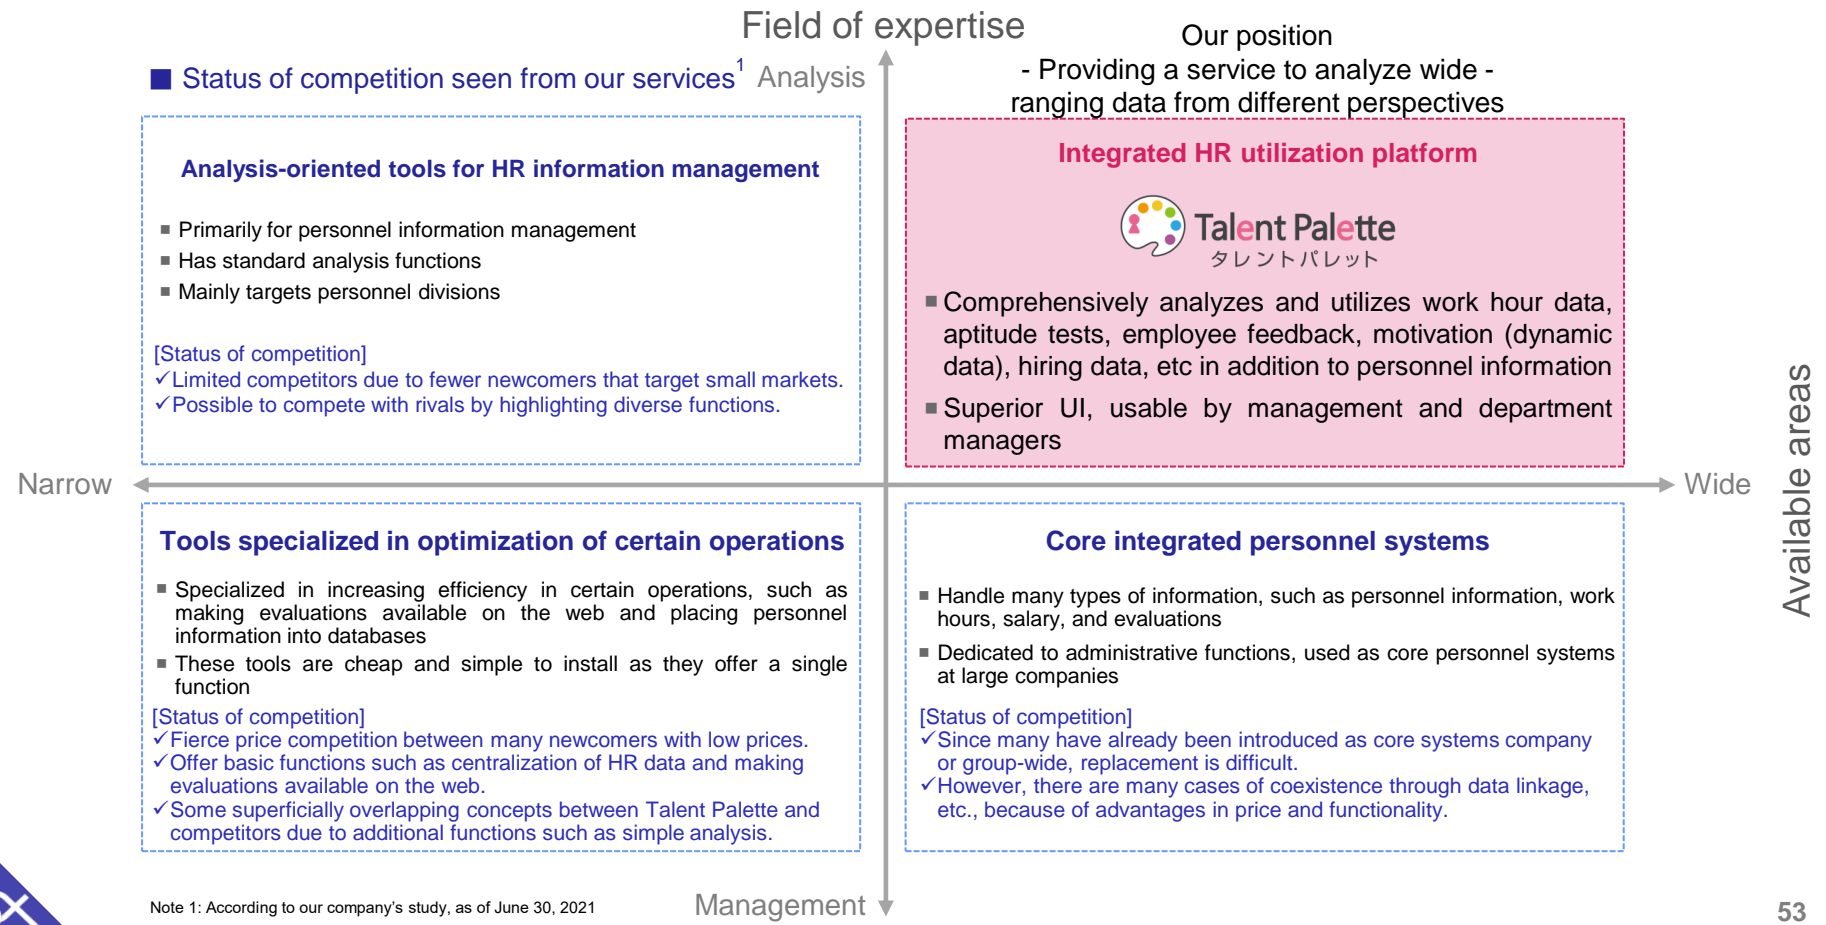 Field of expertise
Our position
- Providing a service to analyze wide -
ranging data from different perspectives
■ Status of competition seen from our services1
Analysis
Analysis-oriented tools for HR information management
■ Primarily for personnel information management
■ Has standard analysis functions
■ Mainly targets personnel divisions
[Status of competition]
✓Limited competitors due to fewer newcomers that target small markets.
✓Possible to compete with rivals by highlighting diverse functions.
Integrated HR utilization platform
Talent Palette
タレントパレット
■ Comprehensively analyzes and utilizes work hour data,
aptitude tests, employee feedback, motivation (dynamic
data), hiring data, etc in addition to personnel information
■ Superior UI, usable by management and department
managers
Narrow
Wide
Available areas
Tools specialized in optimization of certain operations
■ Specialized in increasing efficiency in certain operations, such as
making evaluations available on the web and placing personnel
information into databases
■ These tools are cheap and simple to install as they offer a single
function
[Status of competition]
✓Fierce price competition between many newcomers with low prices.
✓Offer basic functions such as centralization of HR data and making
evaluations available on the web.
✓Some superficially overlapping concepts between Talent Palette and
competitors due to additional functions such as simple analysis.
Core integrated personnel systems
■ Handle many types of information, such as personnel information, work
hours, salary, and evaluations
■ Dedicated to administrative functions, used as core personnel systems
at large companies
[Status of competition]
✓Since many have already been introduced as core systems company
or group-wide, replacement is difficult.
✓However, there are many cases of coexistence through data linkage,
etc., because of advantages in price and functionality.
Note 1: According to our company's study, as of June 30, 2021
Management
53